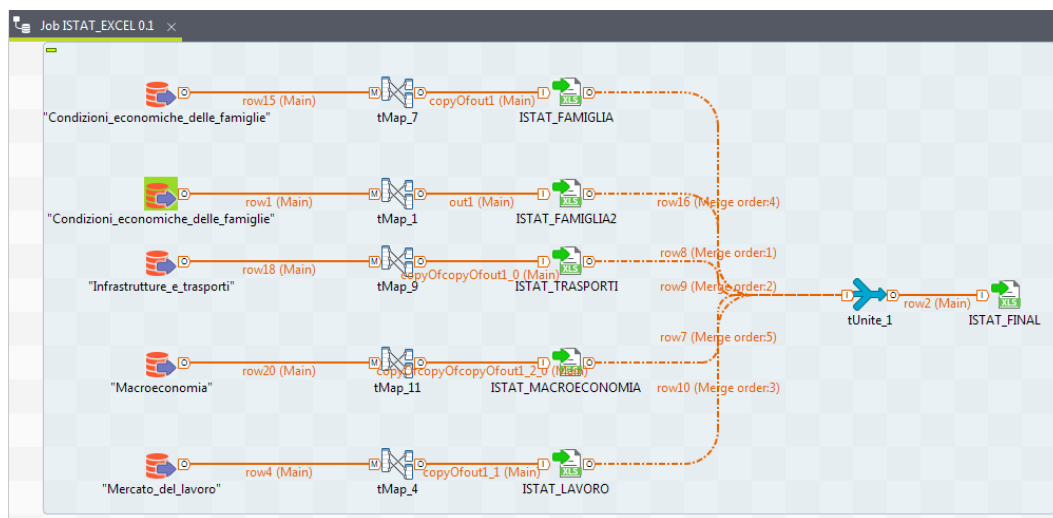 Job ISTAT_EXCEL 0.1
row15 (Main)
copyOfout1 (Main)
"Condizioni_economiche_delle_famiglie"
tMap_7
ISTAT_FAMIGLIA
row1 (Main)
out1 (Main)
row16 (Merge order:4)
"Condizioni_economiche_delle_famiglie"
tMap_1
ISTAT_FAMIGLIA2
row8 (Merge order:1)
row18 (Main)
copyOfcopyOfout1_0 (Main)
"Infrastrutture_e_trasporti"
tMap_9
ISTAT_TRASPORTI
row9 (Merge order:2)
row2 (Main)
tUnite_1
ISTAT_FINAL
row7 (Merge order:5)
row20 (Main)
copyOfcopyOfcopyOfout1_2_0 (Main)
"Macroeconomia"
tMap_11
ISTAT_MACROECONOMIA
row10 (Merge order:3)
row4 (Main)
copyOfout1_1 (Main)
"Mercato_del_lavoro"
tMap_4
ISTAT_LAVORO